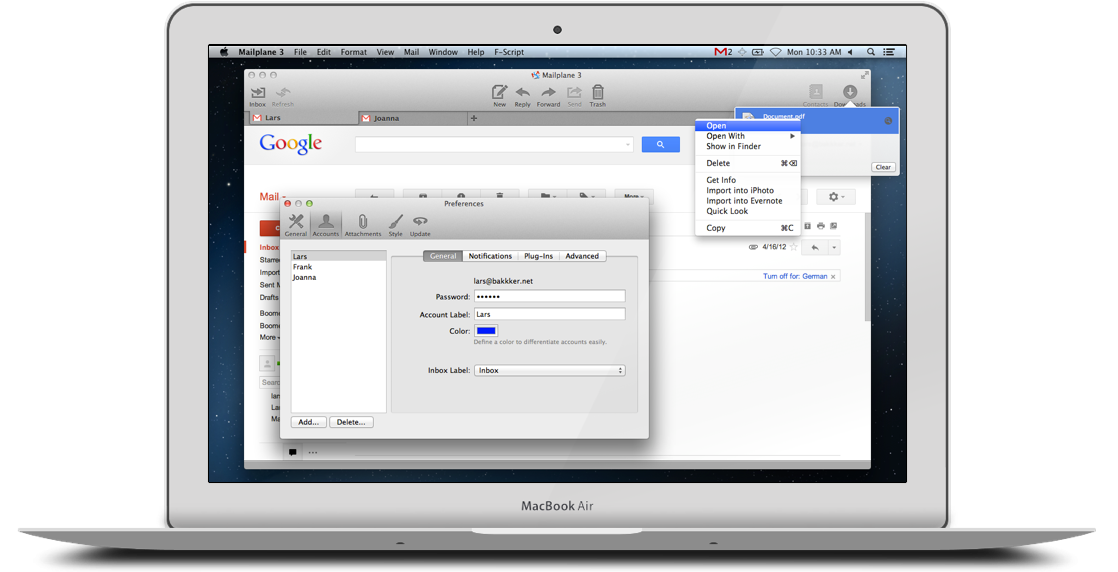 Mailplane 3 File Edit Format View Mail Window Help F-Script
2 Mon 10:33 AM
Mailplane 3
Inbox Refresh New Reply Forward Send Trash Contacts
Lars Joanna +
Document.pdf
Open
Open With
Show in Finder
Delete ⌘⌫
Get Info
Import into iPhoto
Import into Evernote
Quick Look
Copy ⌘C
Clear
Google
Mail
More
Inbox
Starre
Import
Sent M
Drafts
Boome
Boome
More
Sear
lar
La
Ma
4/16/12
Turn off for: German ×
Preferences
General Accounts Attachments Style Update
Lars
Frank
Joanna
General Notifications Plug-Ins Advanced
lars@bakkker.net
Password: ••••••
Account Label: Lars
Color:
Define a color to differentiate accounts easily.
Inbox Label: Inbox
Add... Delete...
MacBook Air